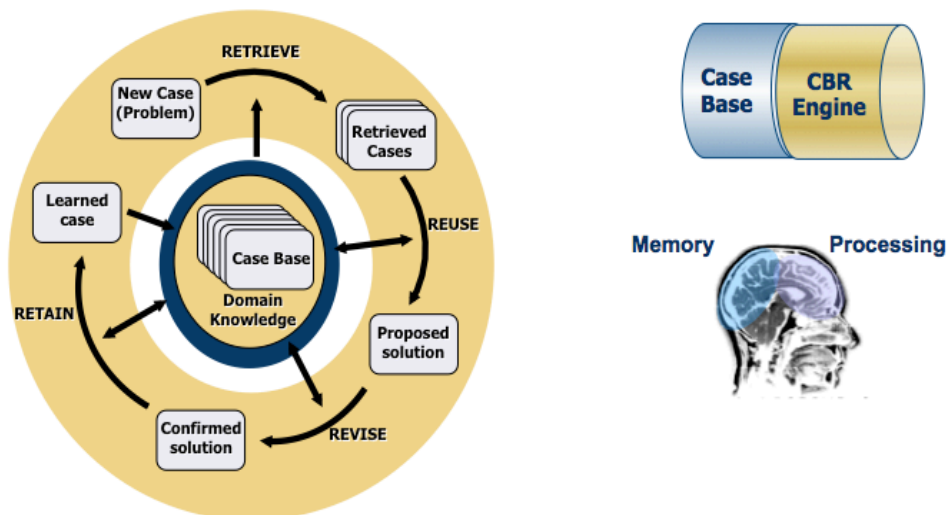 RETRIEVE
New Case
(Problem)
Retrieved
Cases
Learned
case
REUSE
Case Base
Domain
Knowledge
RETAIN
Proposed
solution
Confirmed
solution
REVISE
Case
Base
CBR
Engine
Memory
Processing